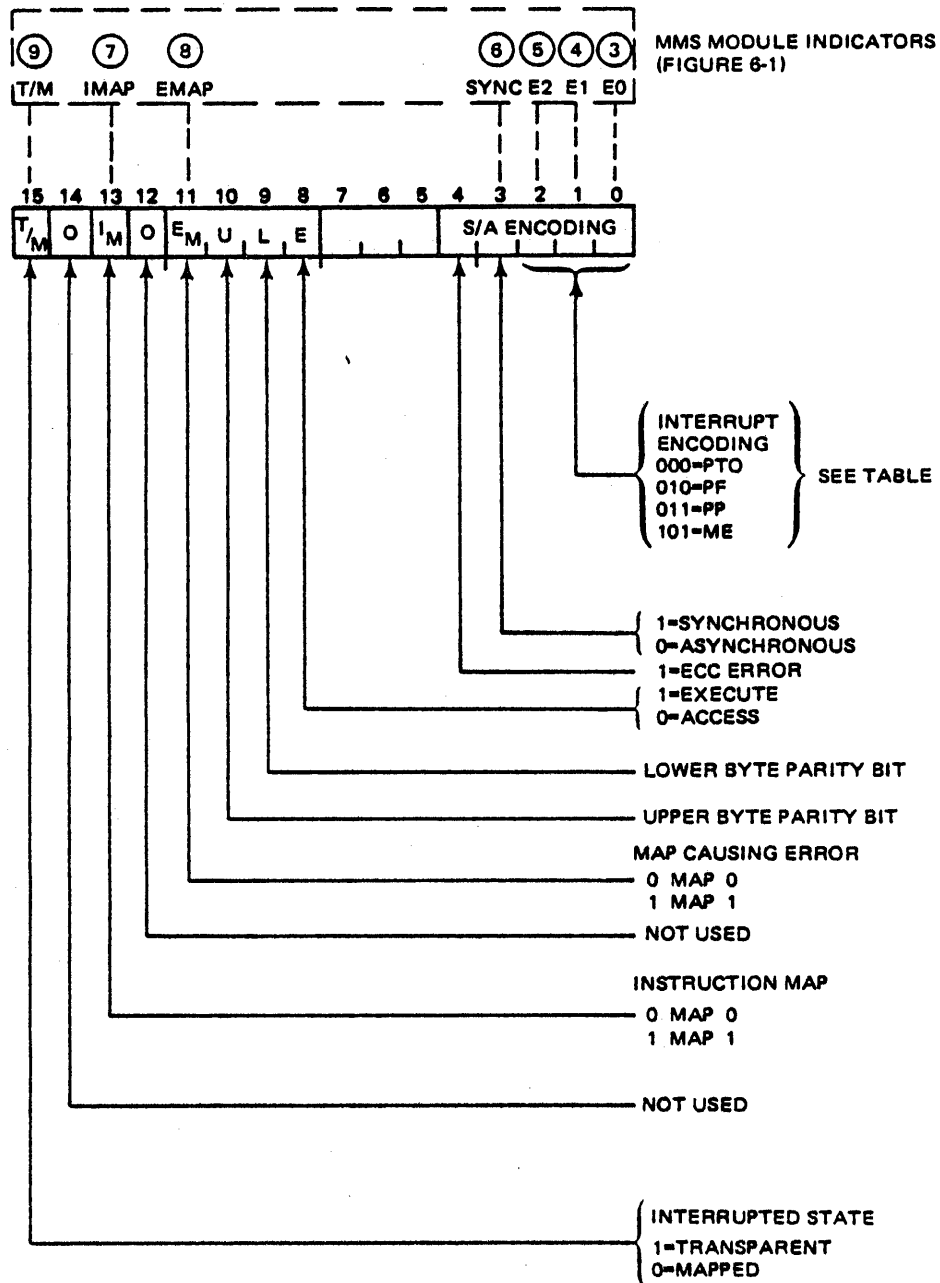 9 7 8 6 5 4 3 MMS MODULE INDICATORS
(FIGURE 6-1)
T/M IMAP EMAP SYNC E2 E1 E0
15 14 13 12 11 10 9 8 7 6 5 4 3 2 1 0
T/M O IM O EM U L E S/A ENCODING
INTERRUPT
ENCODING
000=PTO
010=PF
011=PP
101=ME
SEE TABLE
1=SYNCHRONOUS
0=ASYNCHRONOUS
1=ECC ERROR
1=EXECUTE
0=ACCESS
LOWER BYTE PARITY BIT
UPPER BYTE PARITY BIT
MAP CAUSING ERROR
0 MAP 0
1 MAP 1
NOT USED
INSTRUCTION MAP
0 MAP 0
1 MAP 1
NOT USED
INTERRUPTED STATE
1=TRANSPARENT
0=MAPPED